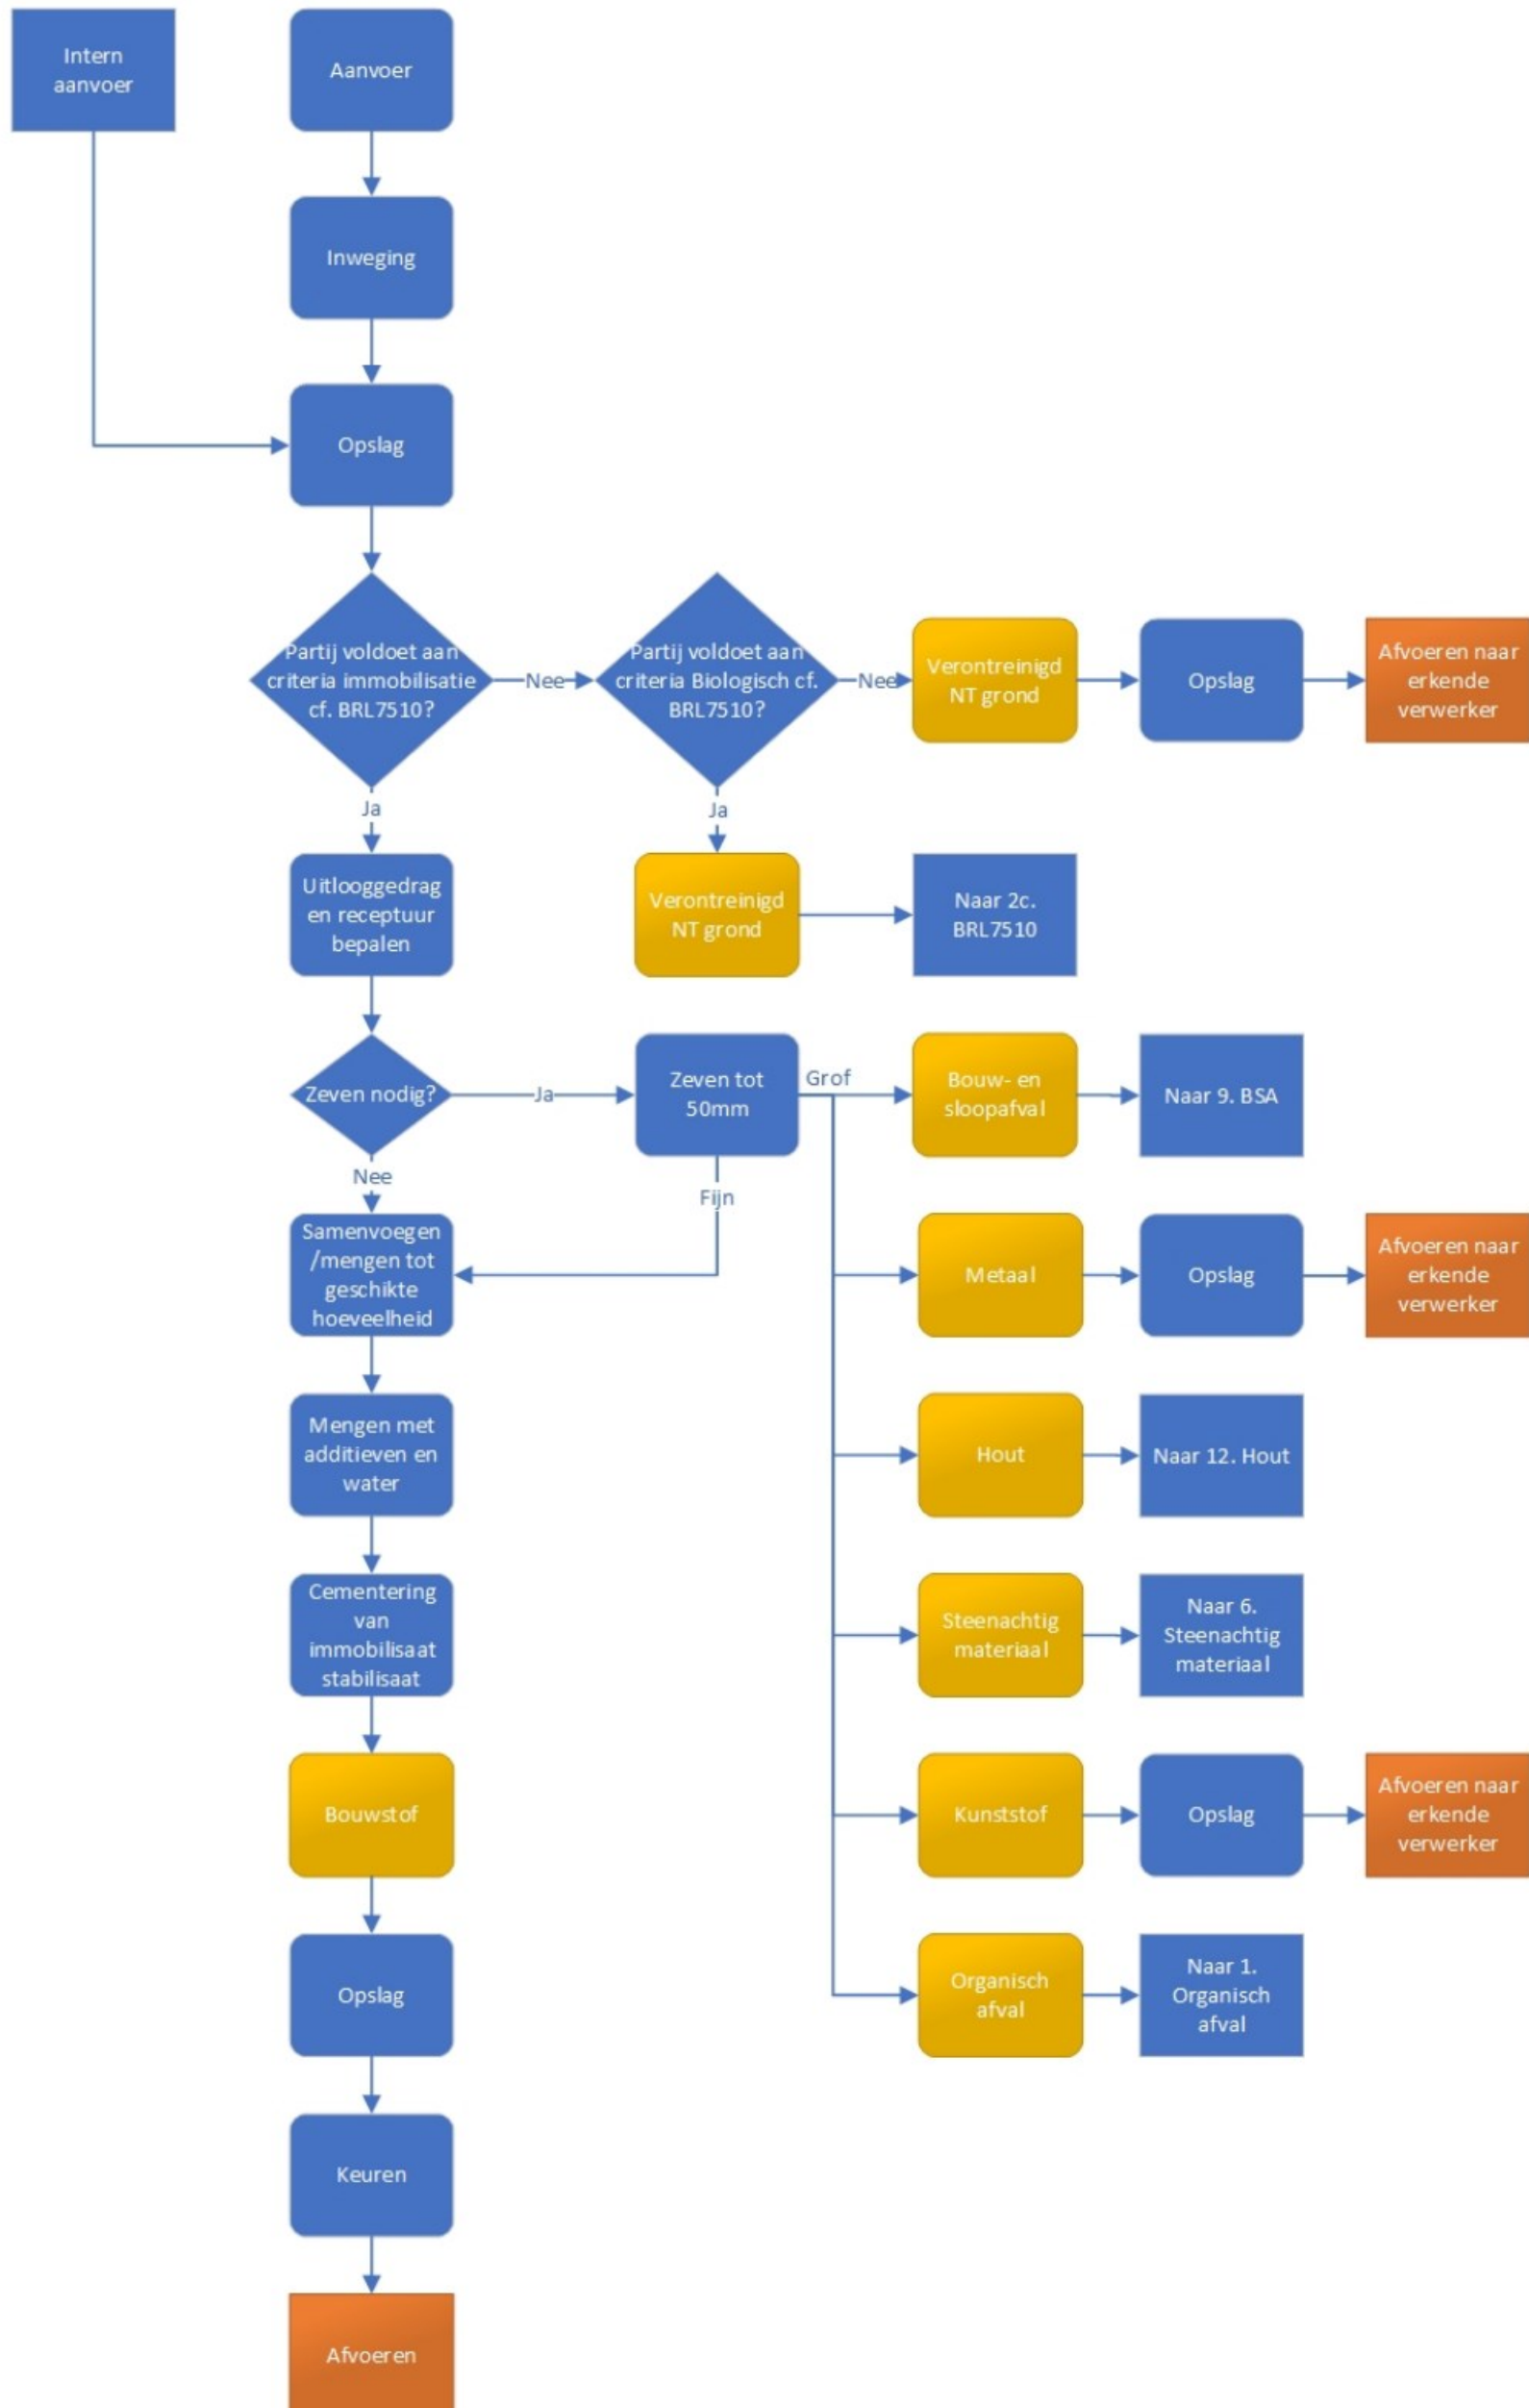 Intern
aanvoer
Aanvoer
Inweging
Opslag
Partij voldoet aan
criteria immobilisatie
cf. BRL7510?
Nee
Partij voldoet aan
criteria Biologisch cf.
BRL7510?
Nee
Verontreinigd
NT grond
Opslag
Afvoeren naar
erkende
verwerker
Ja
Ja
Uitlooggedrag
en receptuur
bepalen
Verontreinigd
NT grond
Naar 2c.
BRL7510
Zeven nodig?
Ja
Zeven tot
50mm
Grof
Bouw- en
sloopafval
Naar 9. BSA
Nee
Fijn
Samenvoegen
/mengen tot
geschikte
hoeveelheid
Metaal
Opslag
Afvoeren naar
erkende
verwerker
Mengen met
additieven en
water
Hout
Naar 12. Hout
Cementering
van
immobilisaat
stabilisaat
Steenachtig
materiaal
Naar 6.
Steenachtig
materiaal
Bouwstof
Kunststof
Opslag
Afvoeren naar
erkende
verwerker
Opslag
Organisch
afval
Naar 1.
Organisch
afval
Keuren
Afvoeren